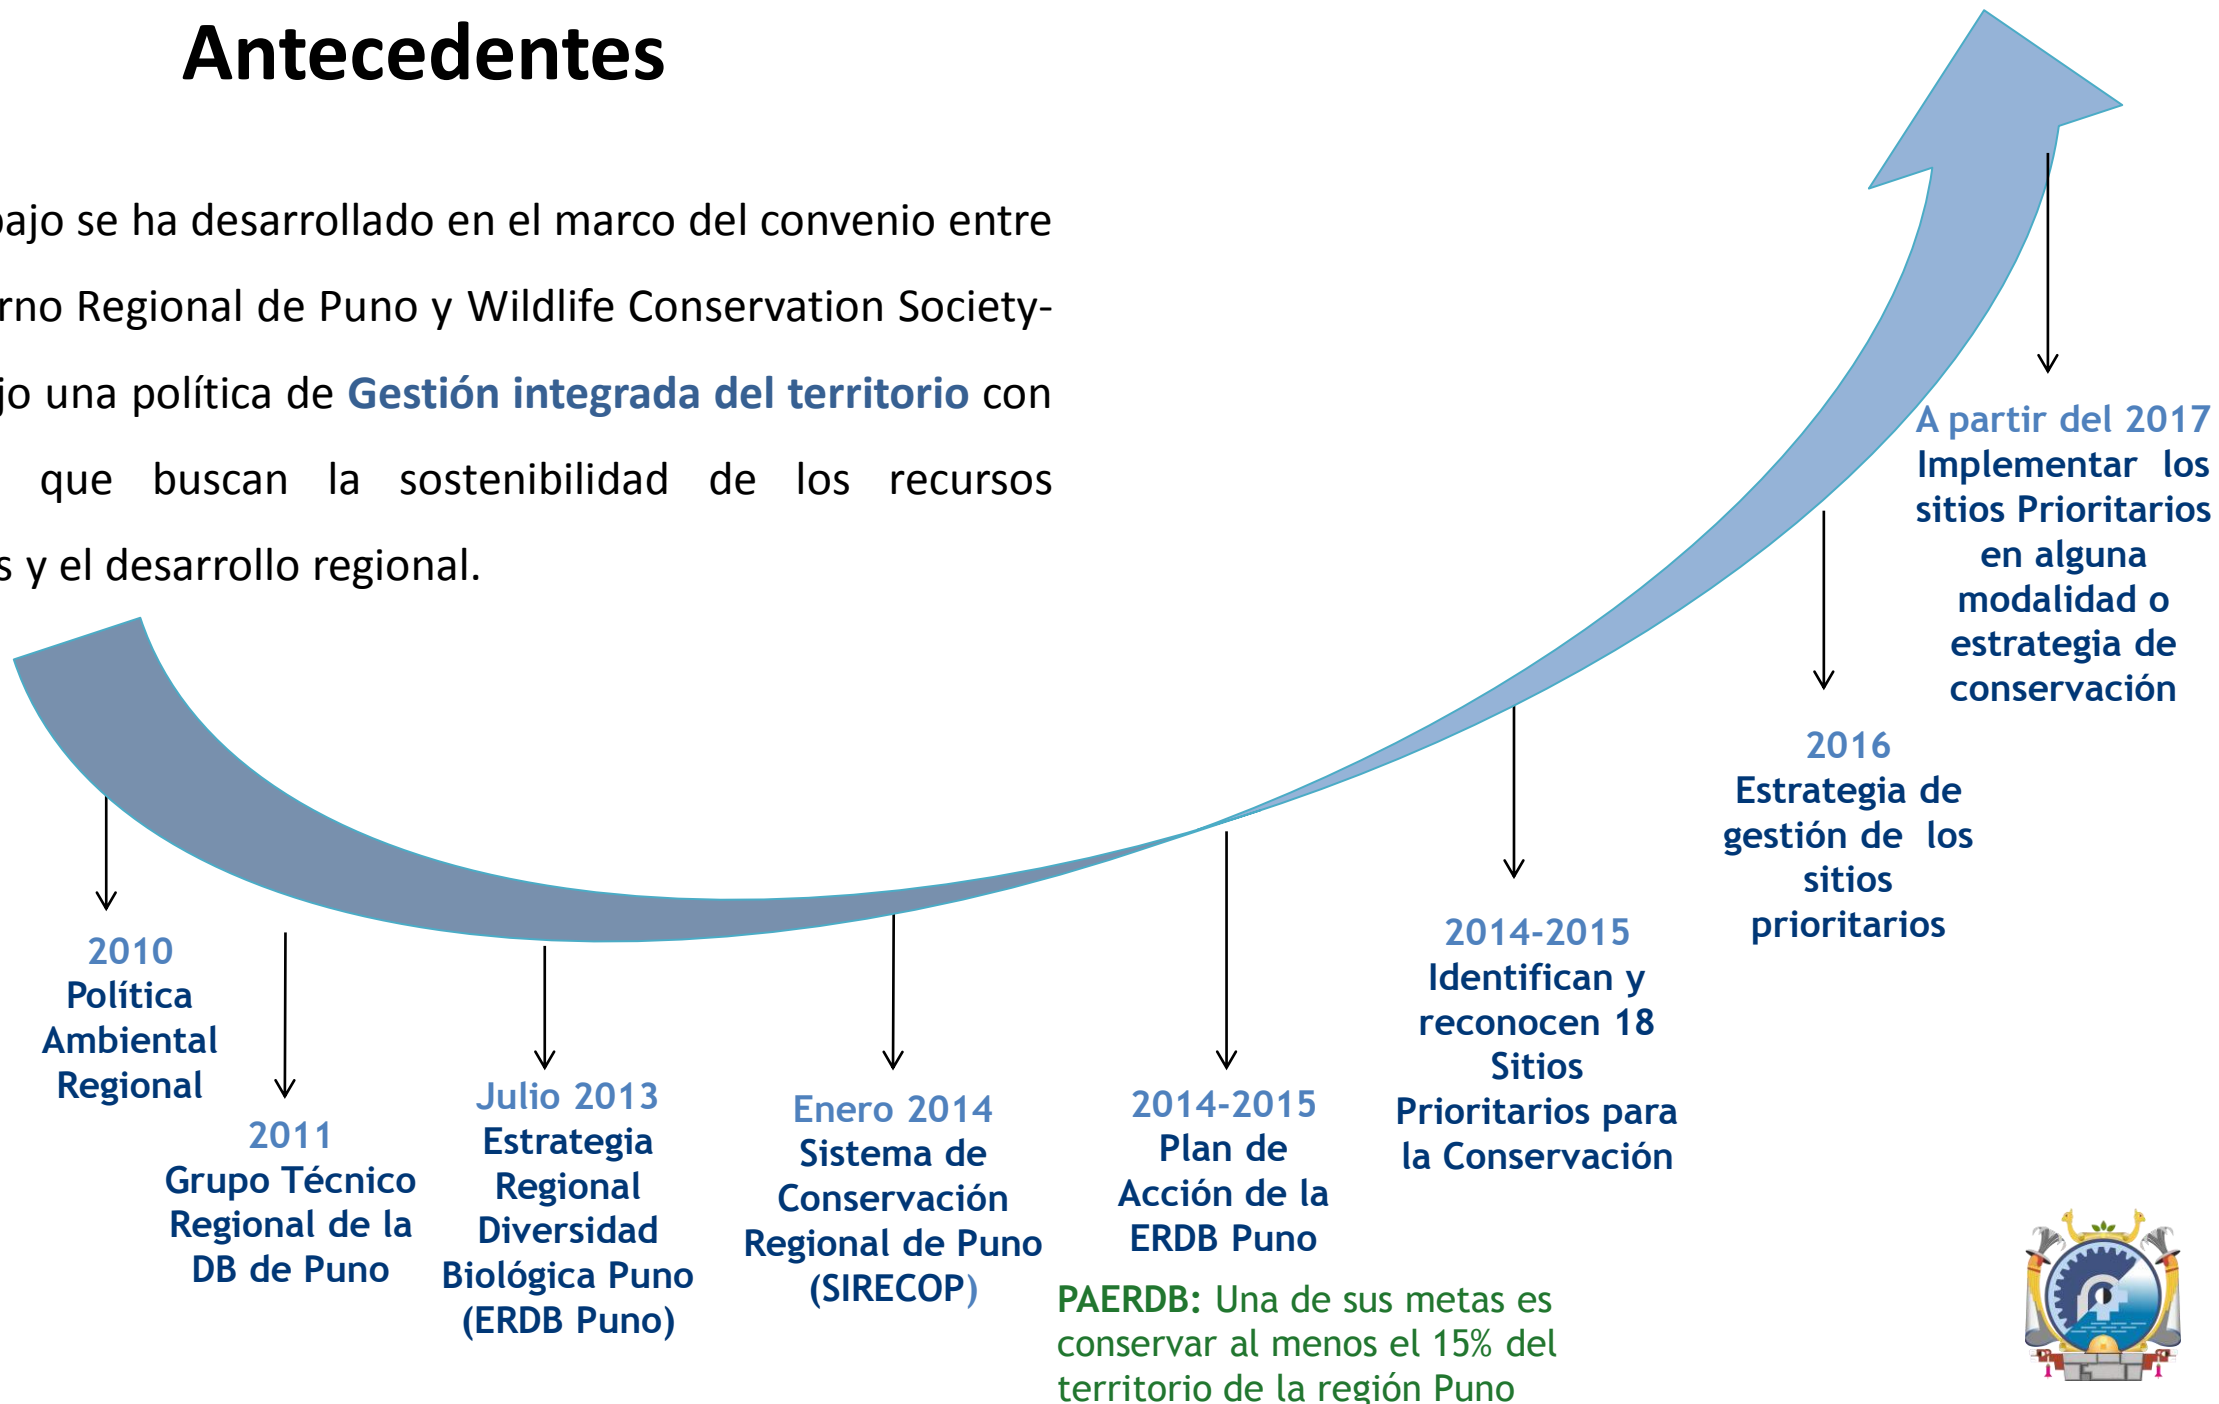 Antecedentes
bajo se ha desarrollado en el marco del convenio entre
rno Regional de Puno y Wildlife Conservation Society-
jo una política de Gestión integrada del territorio con
que buscan la sostenibilidad de los recursos
s y el desarrollo regional.
2010
Política
Ambiental
Regional
2011
Grupo Técnico
Regional de la
DB de Puno
Julio 2013
Estrategia
Regional
Diversidad
Biológica Puno
(ERDB Puno)
Enero 2014
Sistema de
Conservación
Regional de Puno
(SIRECOP)
2014-2015
Plan de
Acción de la
ERDB Puno
PAERDB: Una de sus metas es
conservar al menos el 15% del
territorio de la región Puno
2014-2015
Identifican y
reconocen 18
Sitios
Prioritarios para
la Conservación
2016
Estrategia de
gestión de los
sitios
prioritarios
A partir del 2017
Implementar los
sitios Prioritarios
en alguna
modalidad o
estrategia de
conservación